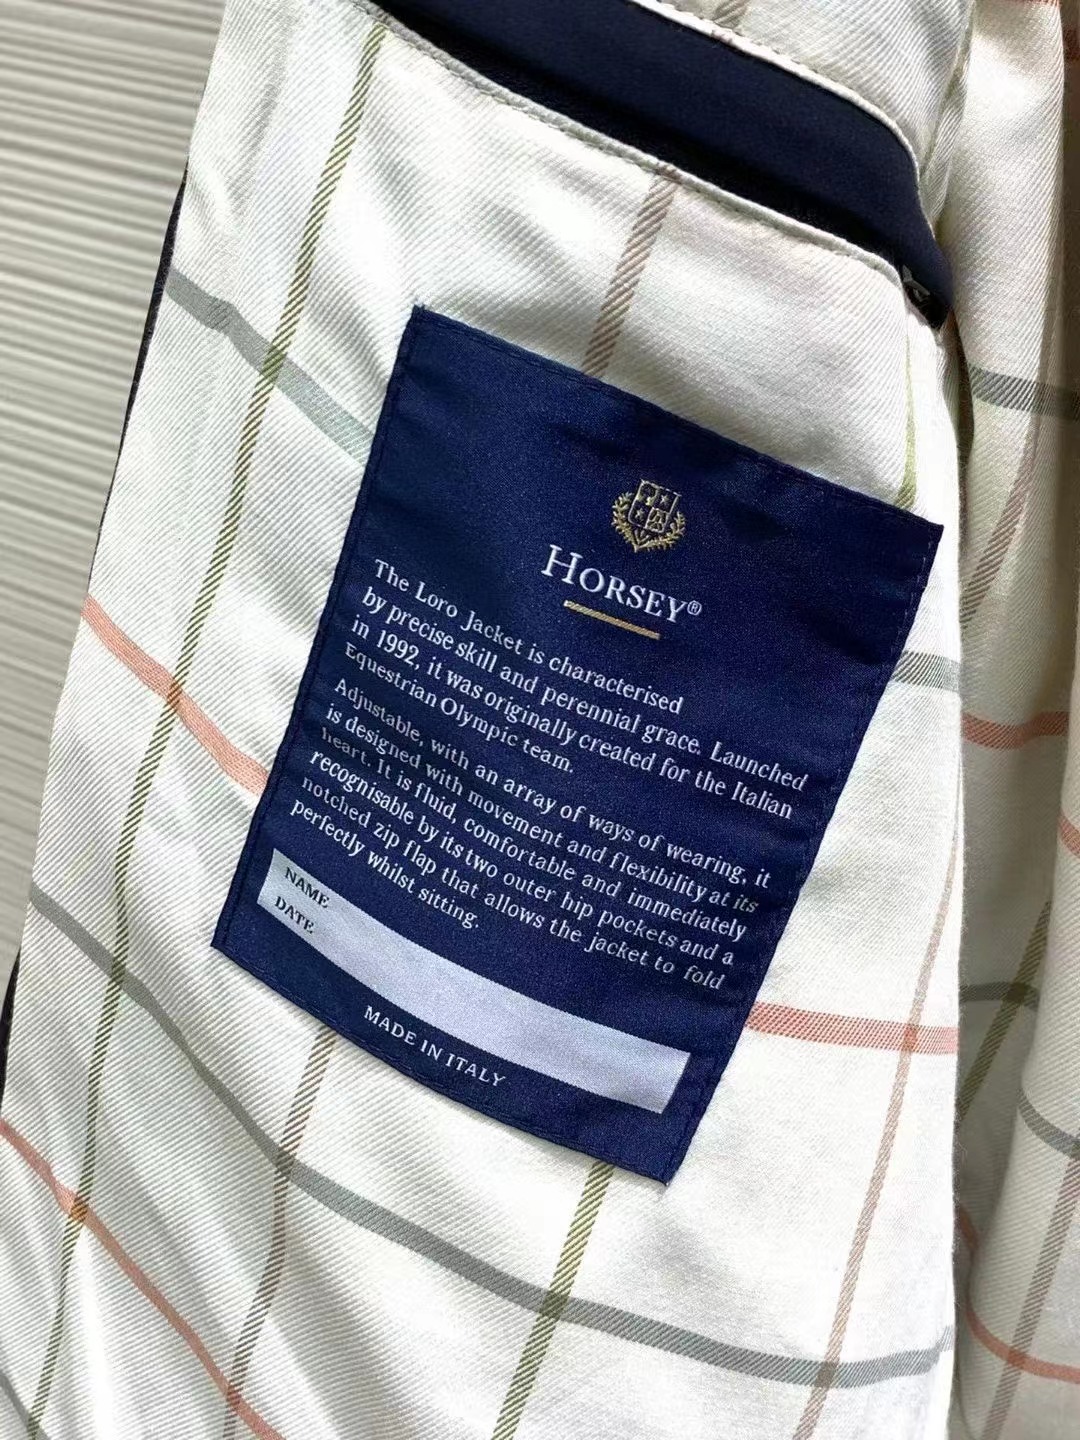 HORSEY®
The Loro Jacket is characterised
by precise skill and perennial grace. Launched
in 1992, it was originally created for the Italian
Equestrian Olympic team.
Adjustable, with an array of ways of wearing, it
is designed with movement and flexibility at its
heart. It is fluid, comfortable and immediately
recognisable by its two outer hip pockets and a
notched zip flap that allows the jacket to fold
perfectly whilst sitting.
NAME
DATE
MADE IN ITALY